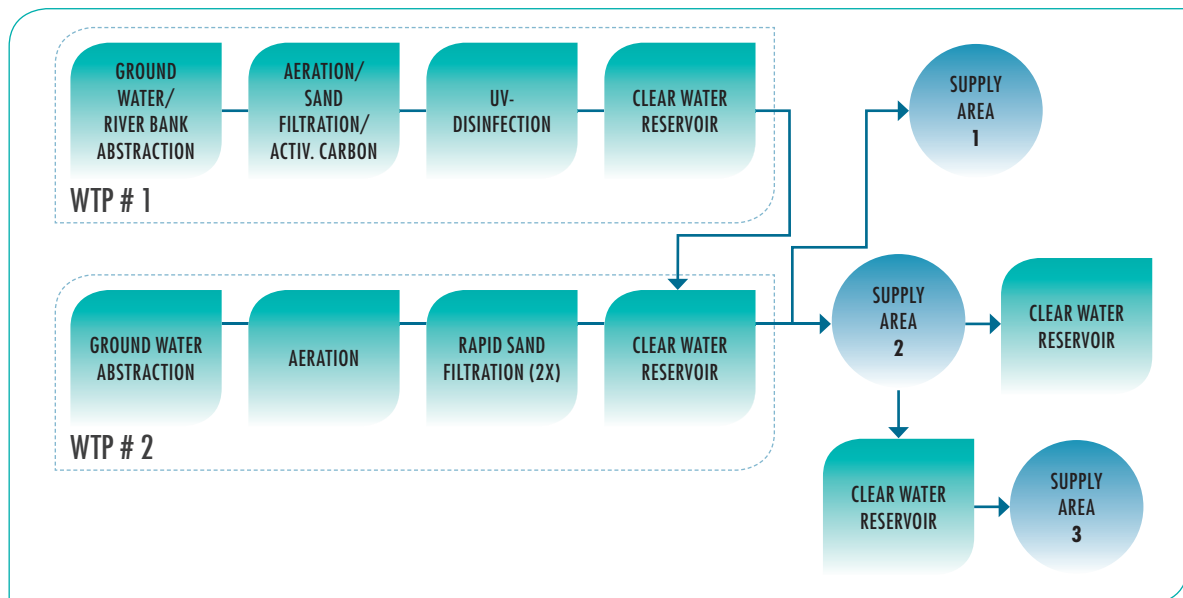 GROUND
WATER/
RIVER BANK
ABSTRACTION
AERATION/
SAND
FILTRATION/
ACTIV. CARBON
UV-
DISINFECTION
CLEAR WATER
RESERVOIR
WTP # 1
SUPPLY
AREA
1
GROUND WATER
ABSTRACTION
AERATION
RAPID SAND
FILTRATION (2X)
CLEAR WATER
RESERVOIR
WTP # 2
SUPPLY
AREA
2
CLEAR WATER
RESERVOIR
CLEAR WATER
RESERVOIR
SUPPLY
AREA
3